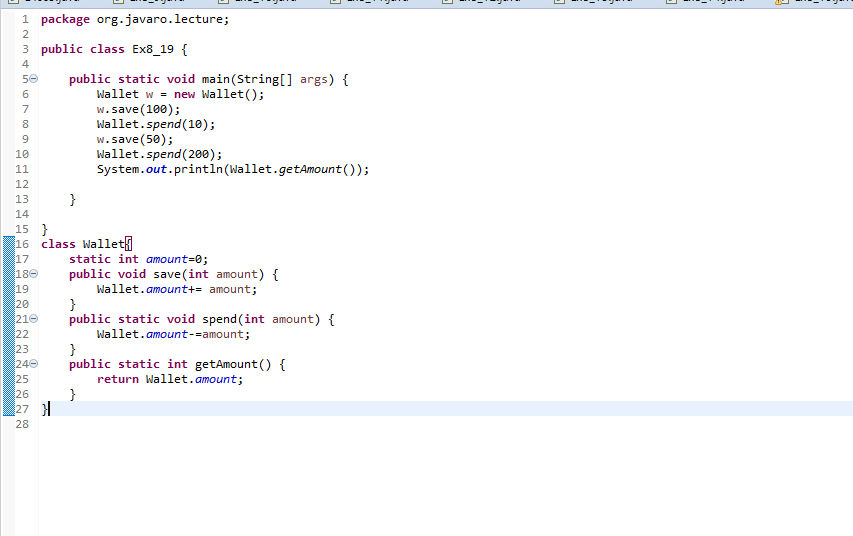 1 package org.javaro.lecture;
2
3 public class Ex8_19 {
4
5 public static void main(String[] args) {
6 Wallet w = new Wallet();
7 w.save(100);
8 Wallet.spend(10);
9 w.save(50);
10 Wallet.spend(200);
11 System.out.println(Wallet.getAmount());
12
13 }
14
15 }
16 class Wallet{
17 static int amount=0;
18 public void save(int amount) {
19 Wallet.amount+= amount;
20 }
21 public static void spend(int amount) {
22 Wallet.amount-=amount;
23 }
24 public static int getAmount() {
25 return Wallet.amount;
26 }
27 }
28